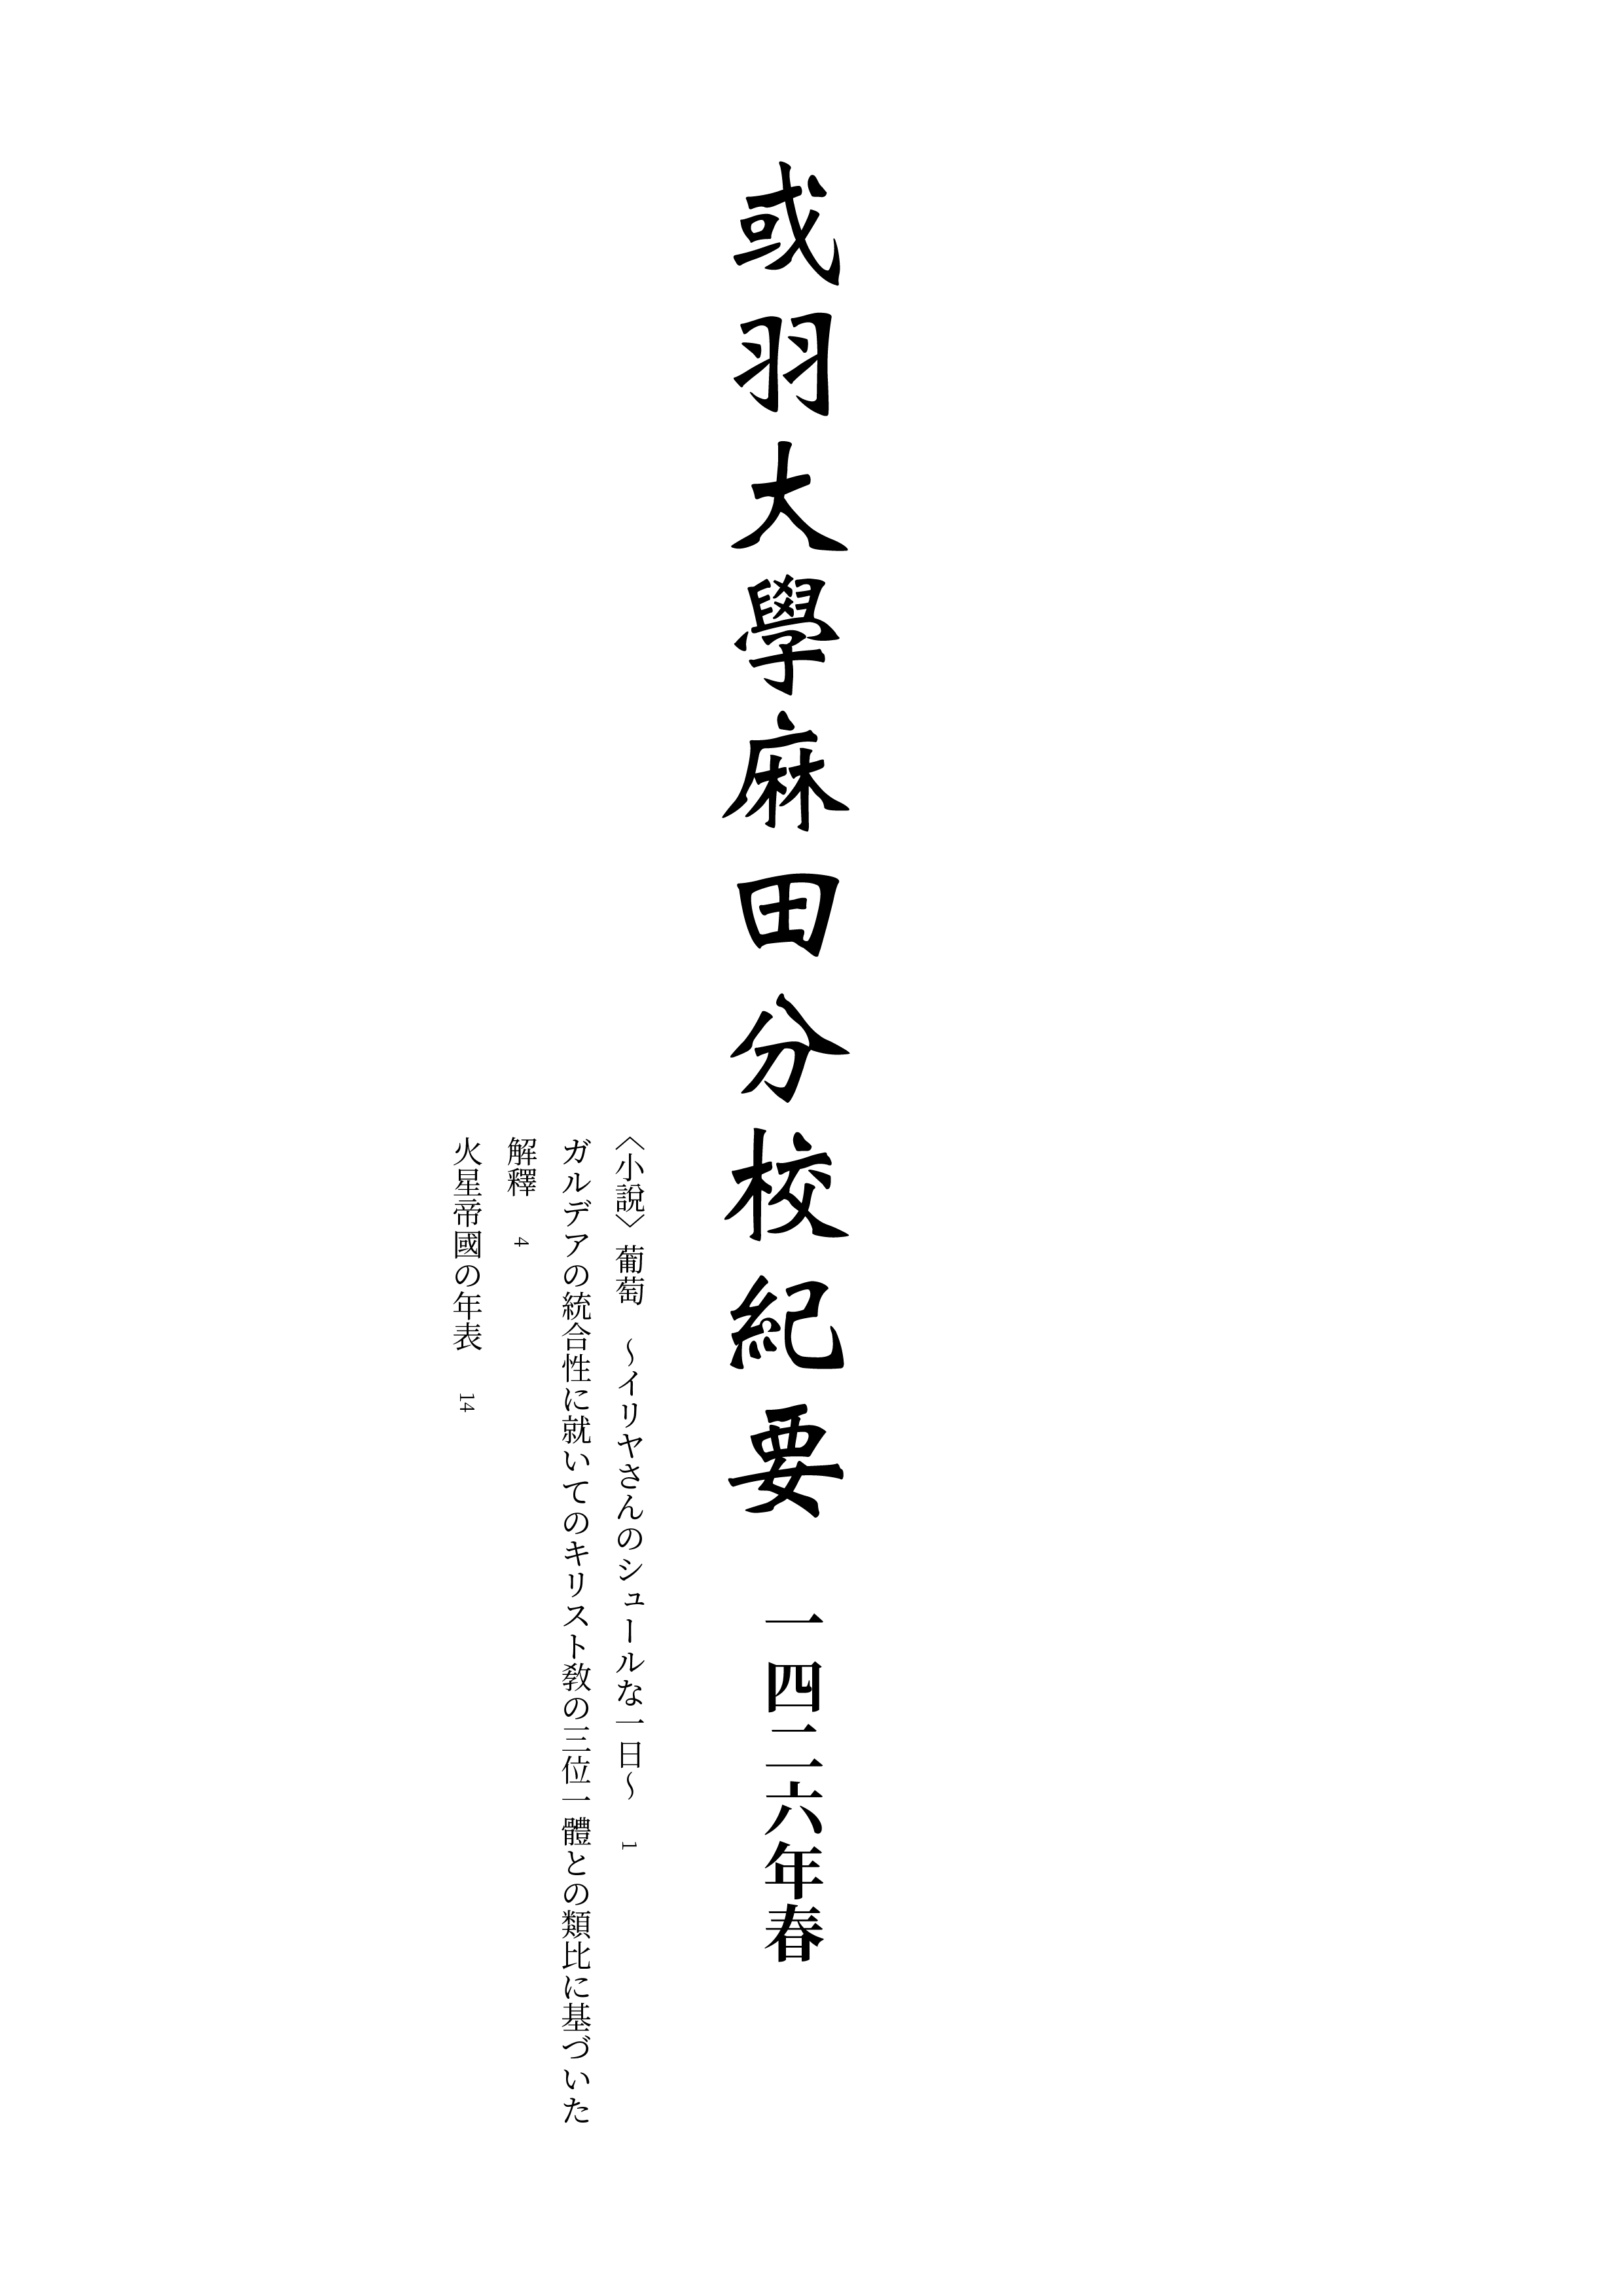 或羽大學麻田分校紀要 一四二六年春
〈小説〉葡萄　～イリヤさんのシュールな一日～　1
ガルデアの統合性に就いてのキリスト敎の三位一體との類比に基づいた
解釋　4
火星帝國の年表　14